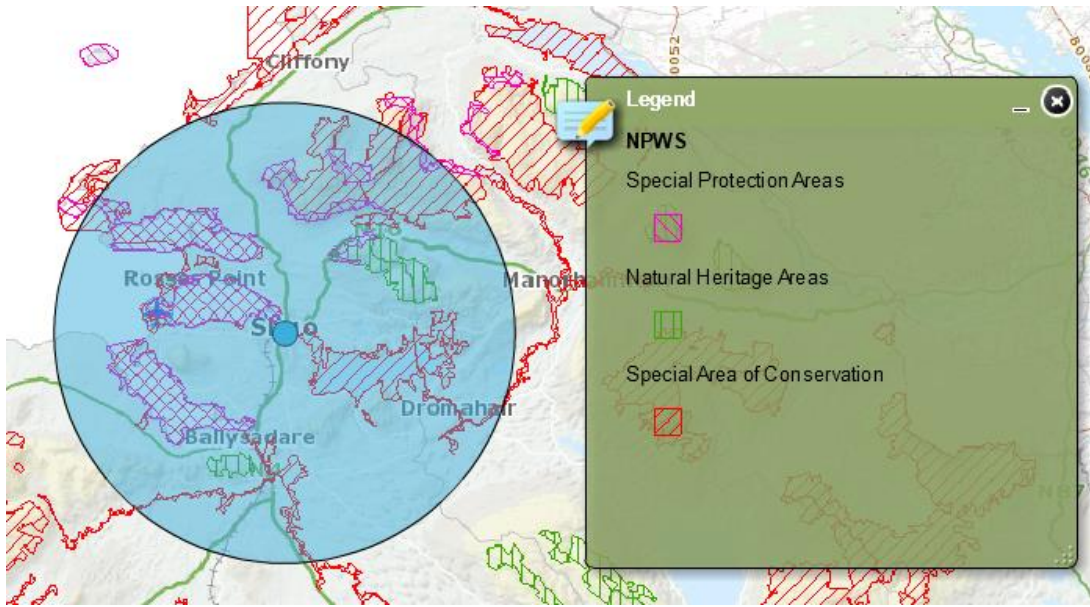 Cliffony
Legend
NPWS
Special Protection Areas
Rosses Point
Natural Heritage Areas
Sligo
Special Area of Conservation
Dromahair
Ballysadare